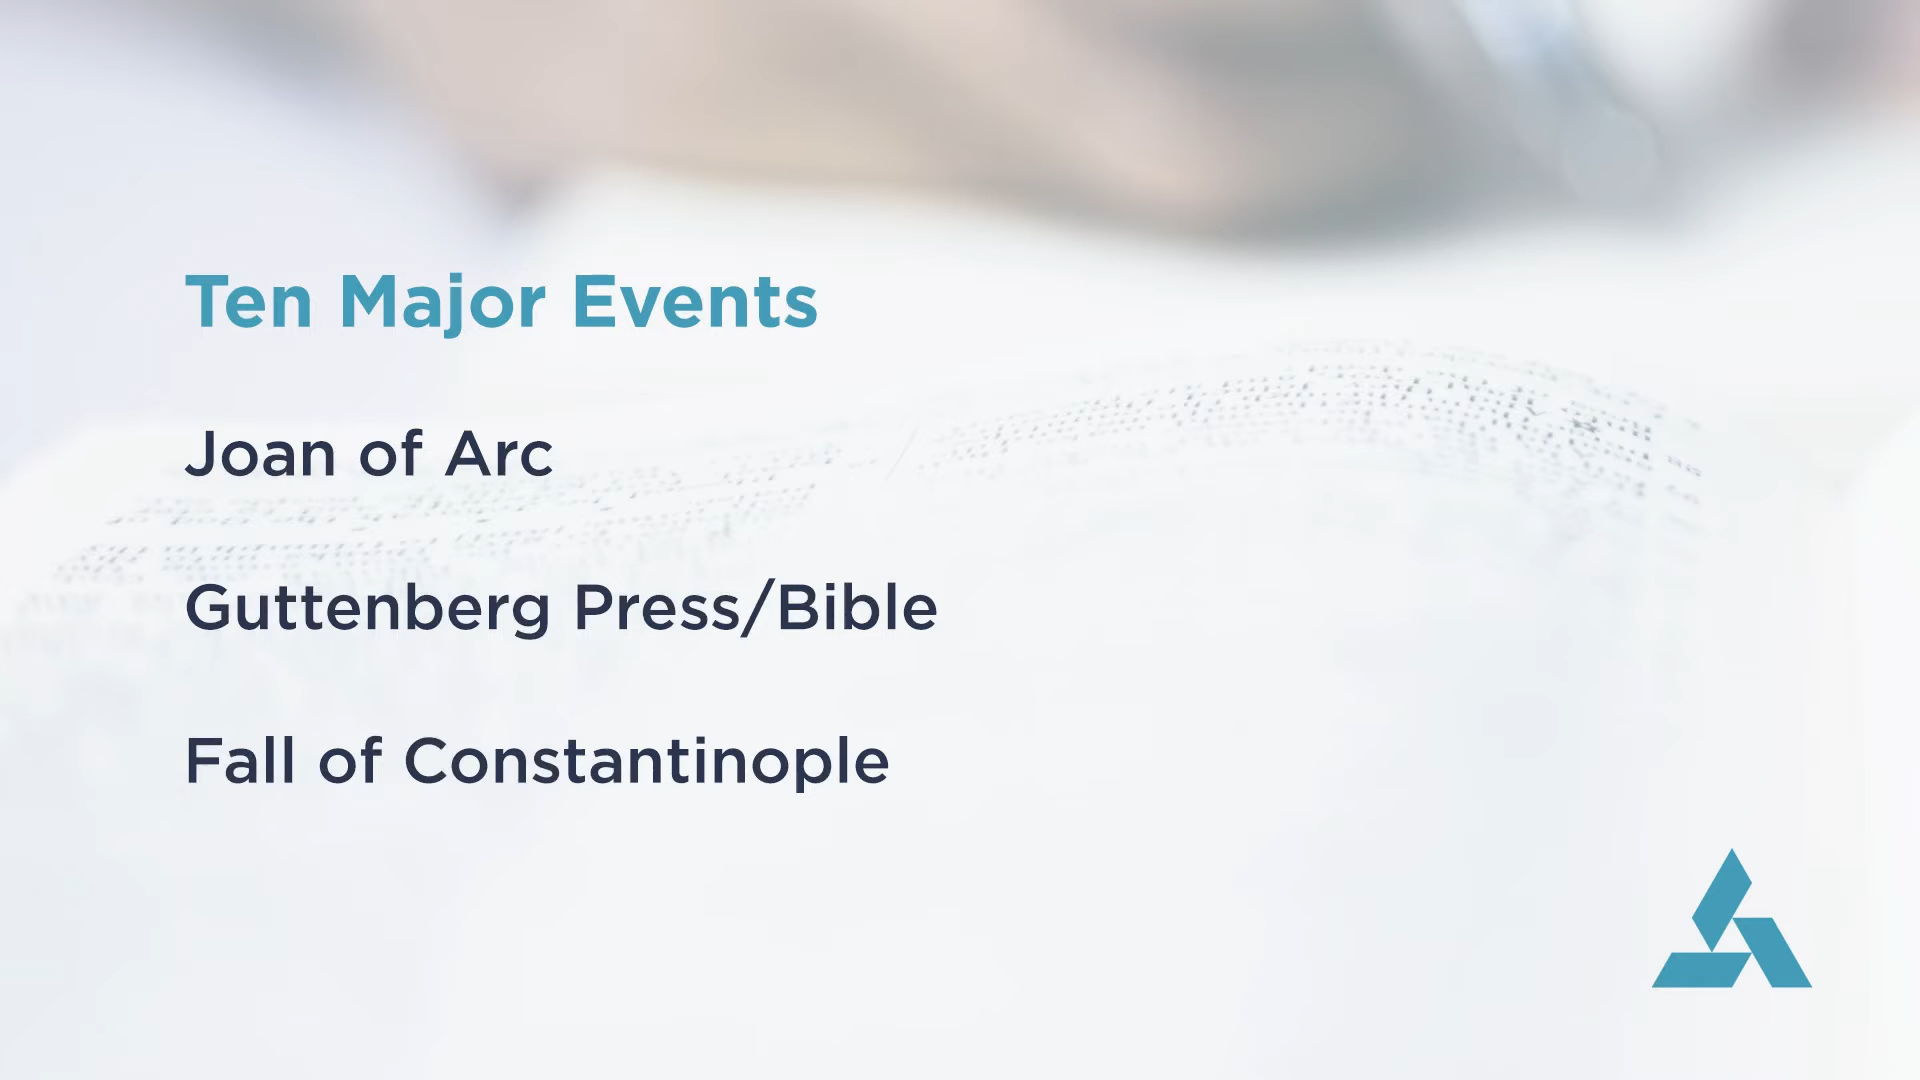 Ten Major Events
Joan of Arc
Guttenberg Press/Bible
Fall of Constantinople